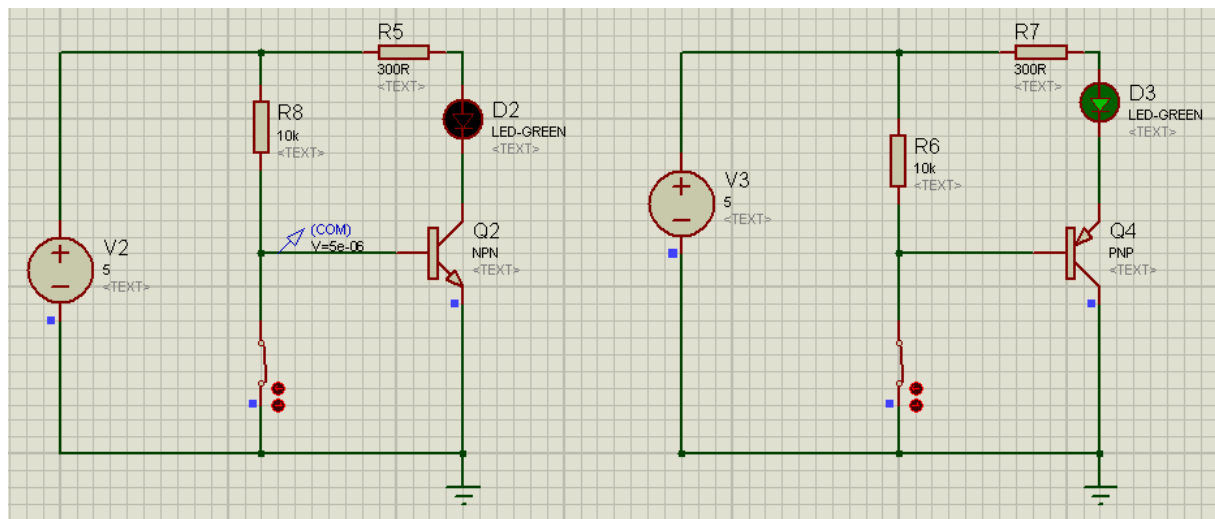 R5
300R
<TEXT>
R8
10k
<TEXT>
D2
LED-GREEN
<TEXT>
(COM)
V=5e-06
Q2
NPN
<TEXT>
V2
5
<TEXT>
R7
300R
<TEXT>
D3
LED-GREEN
<TEXT>
R6
10k
<TEXT>
V3
5
<TEXT>
Q4
PNP
<TEXT>